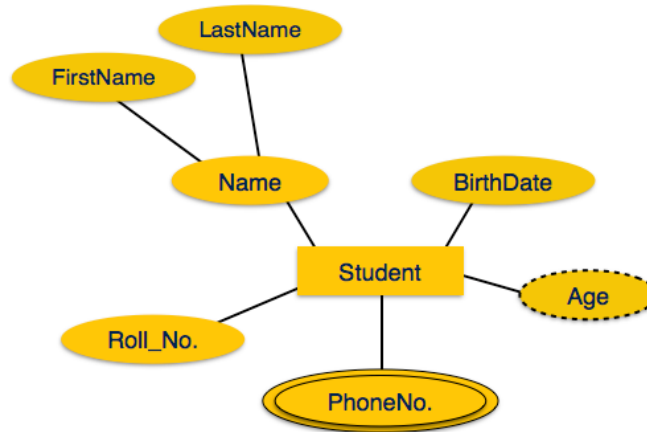 LastName
FirstName
Name
BirthDate
Student
Age
Roll_No.
PhoneNo.